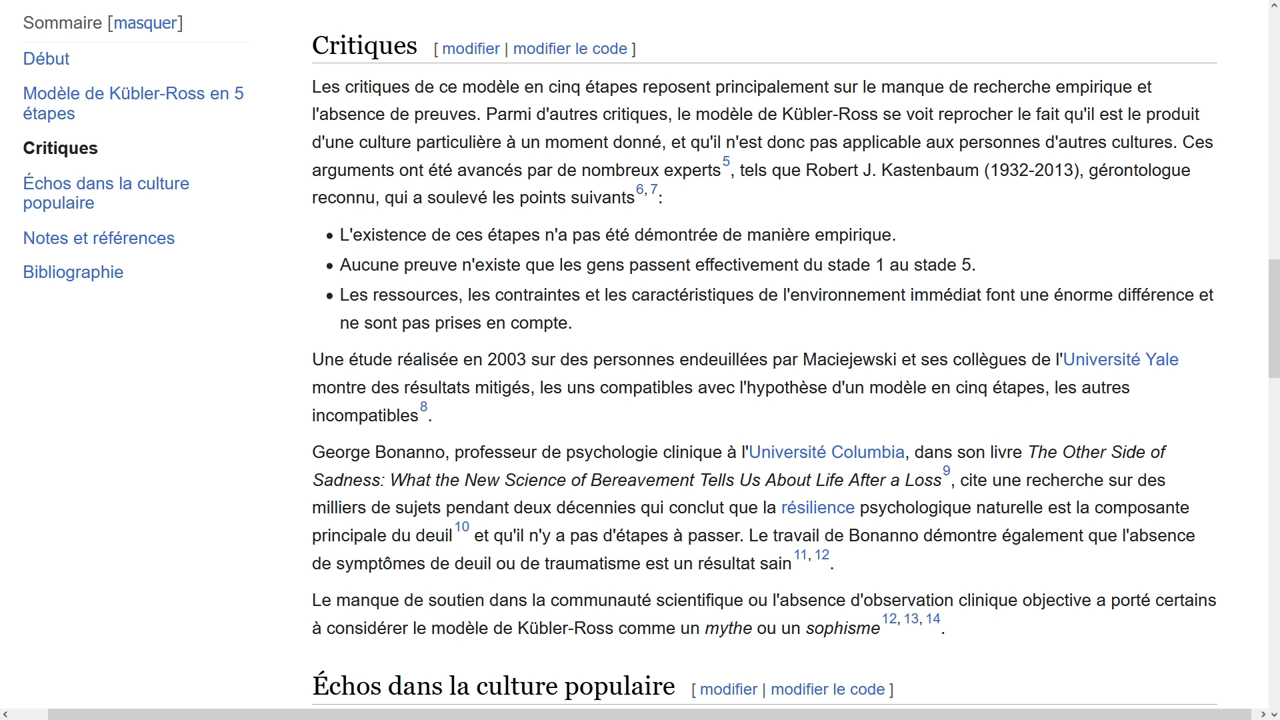 Sommaire [masquer]
Début
Modèle de Kübler-Ross en 5
étapes
Critiques
Échos dans la culture
populaire
Notes et références
Bibliographie
Critiques [ modifier | modifier le code ]
Les critiques de ce modèle en cinq étapes reposent principalement sur le manque de recherche empirique et
l'absence de preuves. Parmi d'autres critiques, le modèle de Kübler-Ross se voit reprocher le fait qu'il est le produit
d'une culture particulière à un moment donné, et qu'il n'est donc pas applicable aux personnes d'autres cultures. Ces
arguments ont été avancés par de nombreux experts5, tels que Robert J. Kastenbaum (1932-2013), gérontologue
reconnu, qui a soulevé les points suivants6, 7:
• L'existence de ces étapes n'a pas été démontrée de manière empirique.
• Aucune preuve n'existe que les gens passent effectivement du stade 1 au stade 5.
• Les ressources, les contraintes et les caractéristiques de l'environnement immédiat font une énorme différence et
ne sont pas prises en compte.
Une étude réalisée en 2003 sur des personnes endeuillées par Maciejewski et ses collègues de l'Université Yale
montre des résultats mitigés, les uns compatibles avec l'hypothèse d'un modèle en cinq étapes, les autres
incompatibles8.
George Bonanno, professeur de psychologie clinique à l'Université Columbia, dans son livre The Other Side of
Sadness: What the New Science of Bereavement Tells Us About Life After a Loss9, cite une recherche sur des
milliers de sujets pendant deux décennies qui conclut que la résilience psychologique naturelle est la composante
principale du deuil10 et qu'il n'y a pas d'étapes à passer. Le travail de Bonanno démontre également que l'absence
de symptômes de deuil ou de traumatisme est un résultat sain11, 12.
Le manque de soutien dans la communauté scientifique ou l'absence d'observation clinique objective a porté certains
à considérer le modèle de Kübler-Ross comme un mythe ou un sophisme12, 13, 14.
Échos dans la culture populaire [ modifier | modifier le code ]